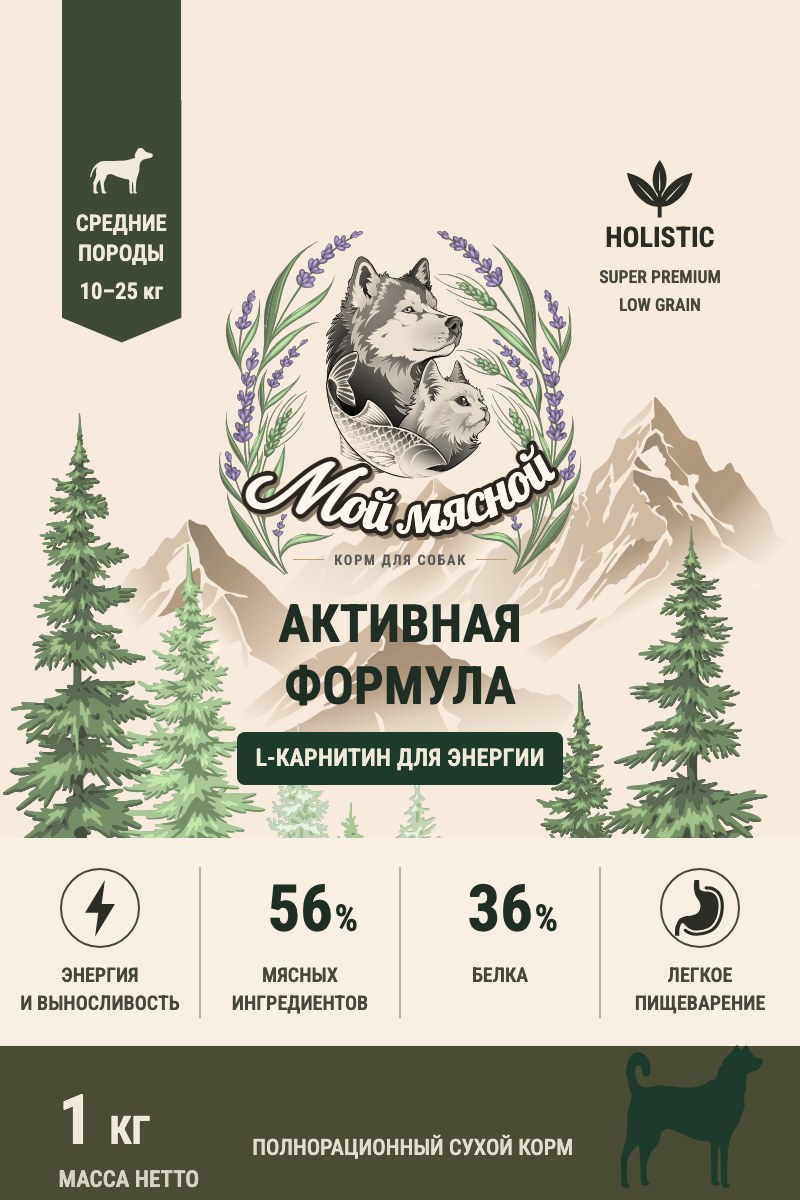 СРЕДНИЕ
ПОРОДЫ
10–25 кг
HOLISTIC
SUPER PREMIUM
LOW GRAIN
Мой мясной
КОРМ ДЛЯ СОБАК
АКТИВНАЯ
ФОРМУЛА
L-КАРНИТИН ДЛЯ ЭНЕРГИИ
ЭНЕРГИЯ
И ВЫНОСЛИВОСТЬ
56%
МЯСНЫХ
ИНГРЕДИЕНТОВ
36%
БЕЛКА
ЛЕГКОЕ
ПИЩЕВАРЕНИЕ
1 кг
МАССА НЕТТО
ПОЛНОРАЦИОННЫЙ СУХОЙ КОРМ